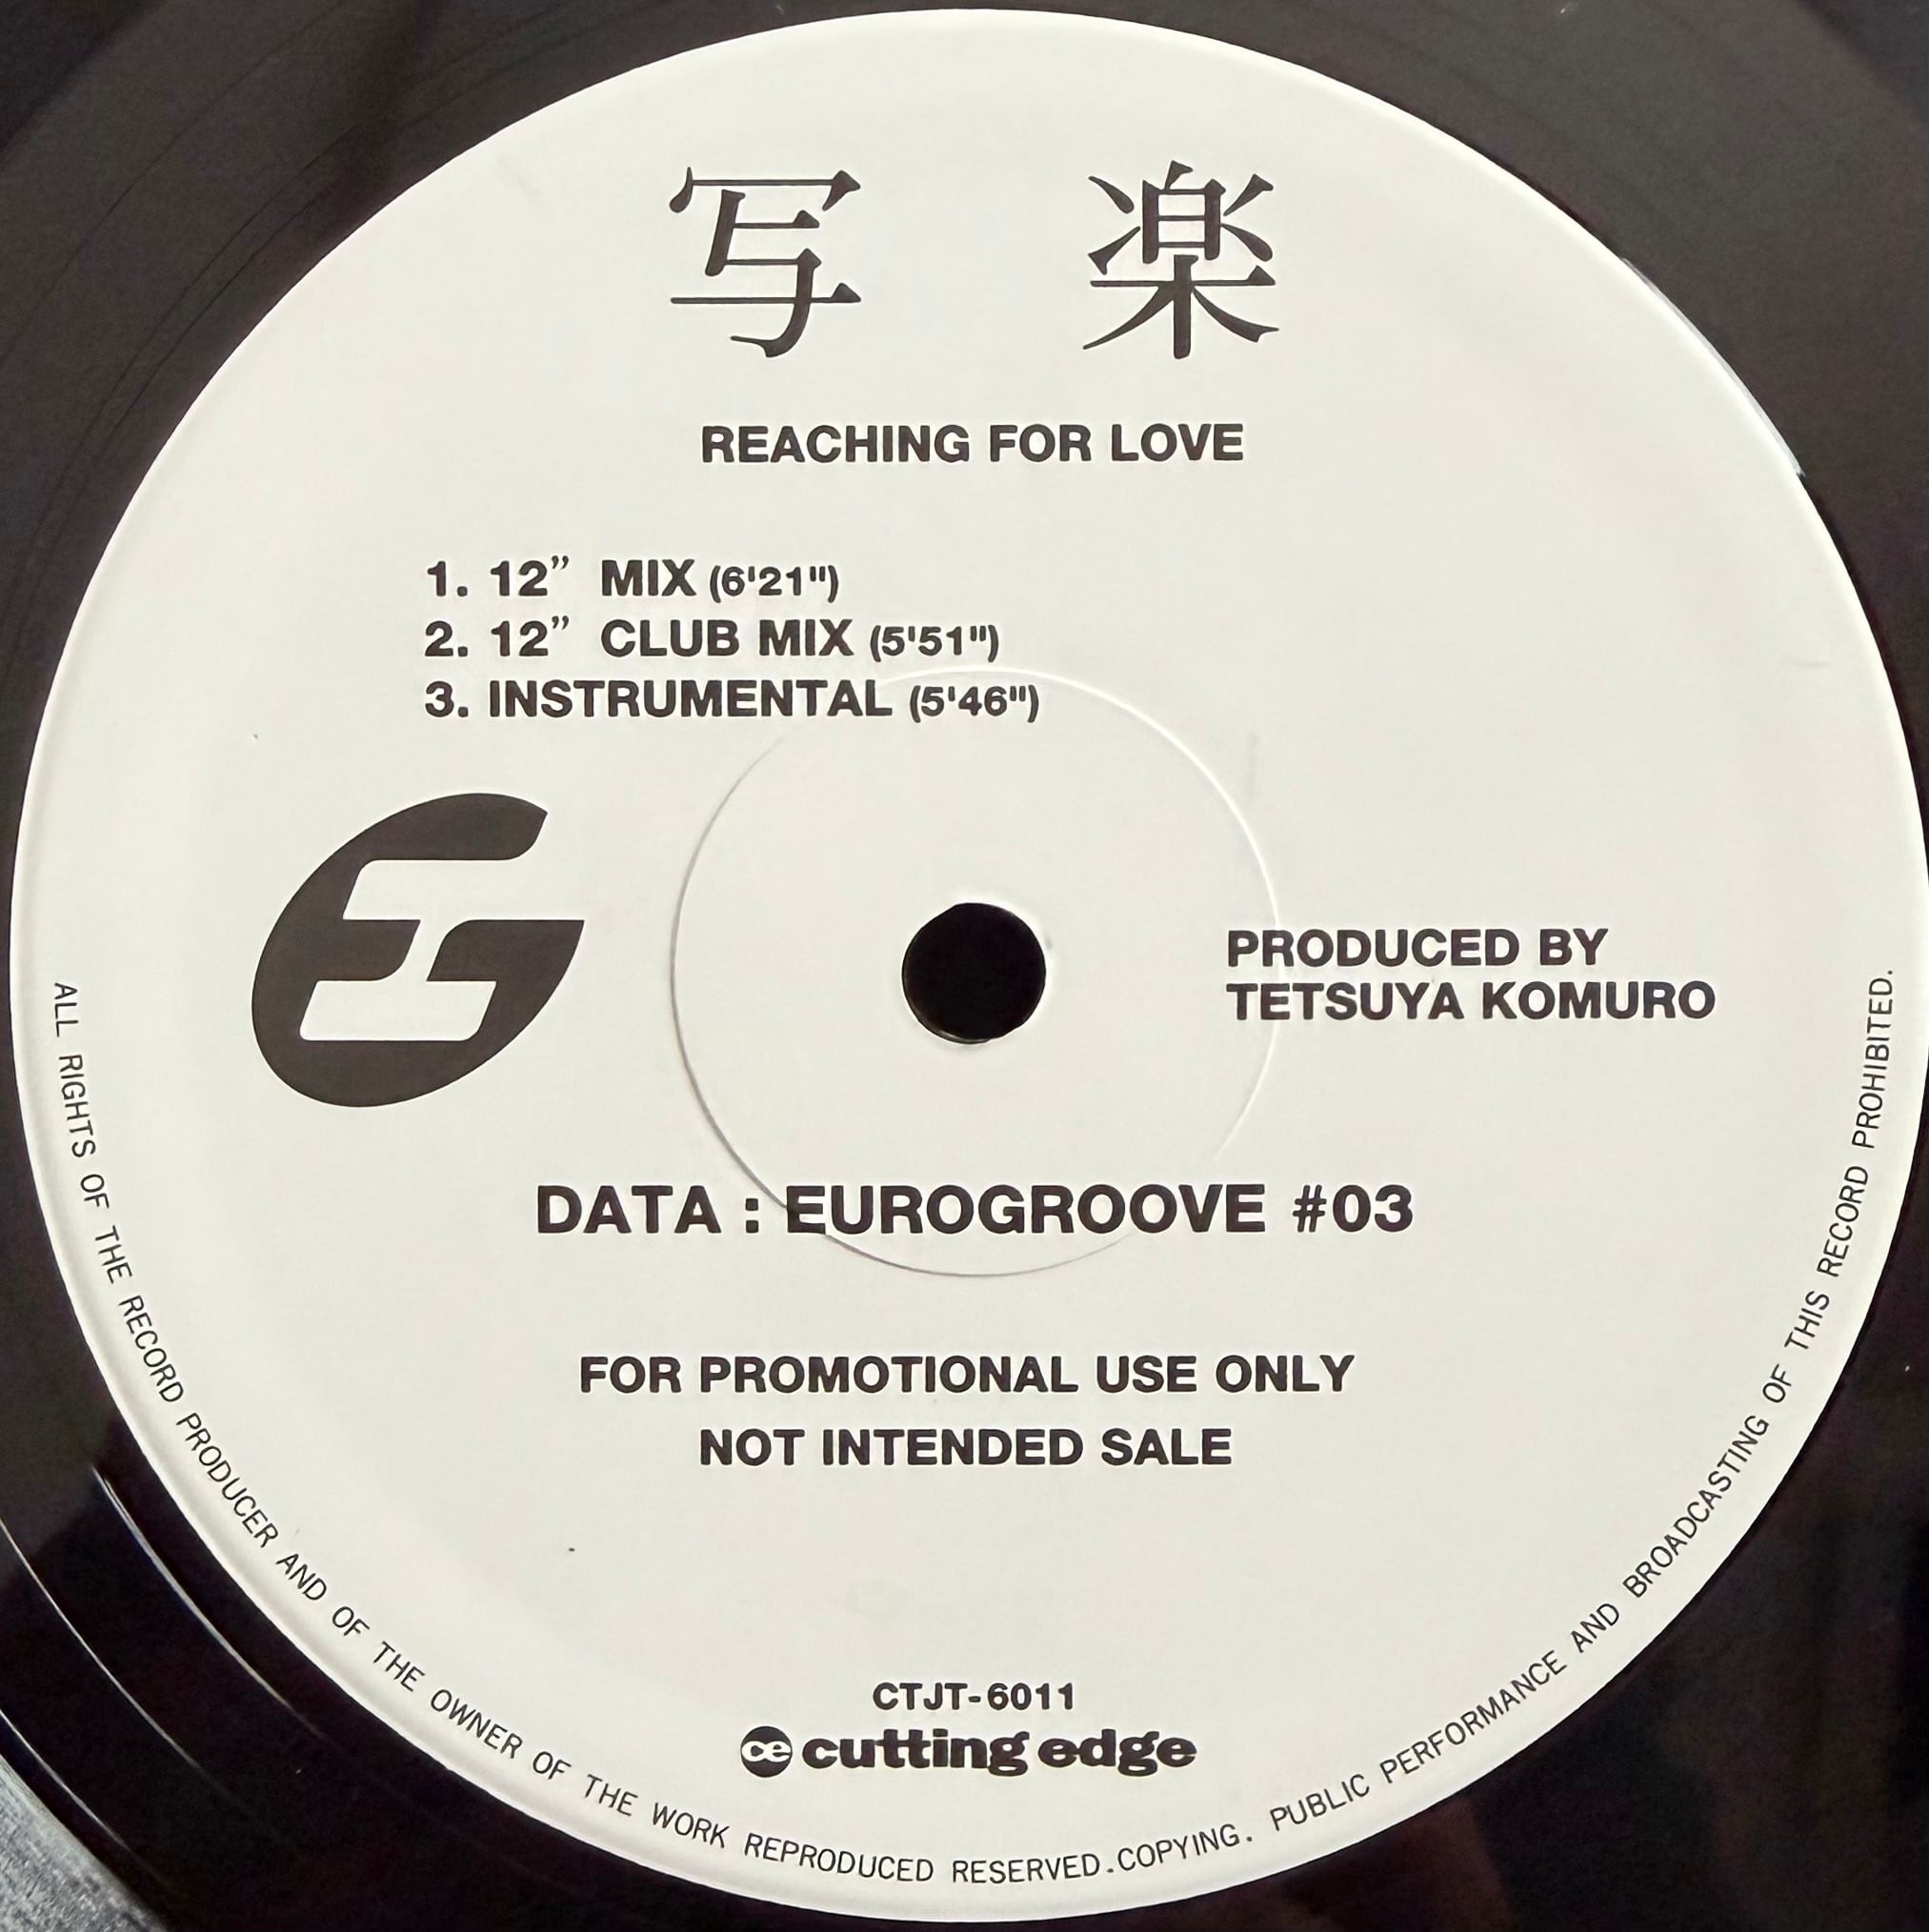 写 楽
REACHING FOR LOVE
1. 12” MIX (6'21")
2. 12” CLUB MIX (5'51")
3. INSTRUMENTAL (5'46")
EG
PRODUCED BY
TETSUYA KOMURO
DATA : EUROGROOVE #03
FOR PROMOTIONAL USE ONLY
NOT INTENDED SALE
CTJT-6011
ce cutting edge
ALL RIGHTS OF THE RECORD PRODUCER AND OF THE OWNER OF THE WORK REPRODUCED RESERVED.COPYING. PUBLIC PERFORMANCE AND BROADCASTING OF THIS RECORD PROHIBITED.